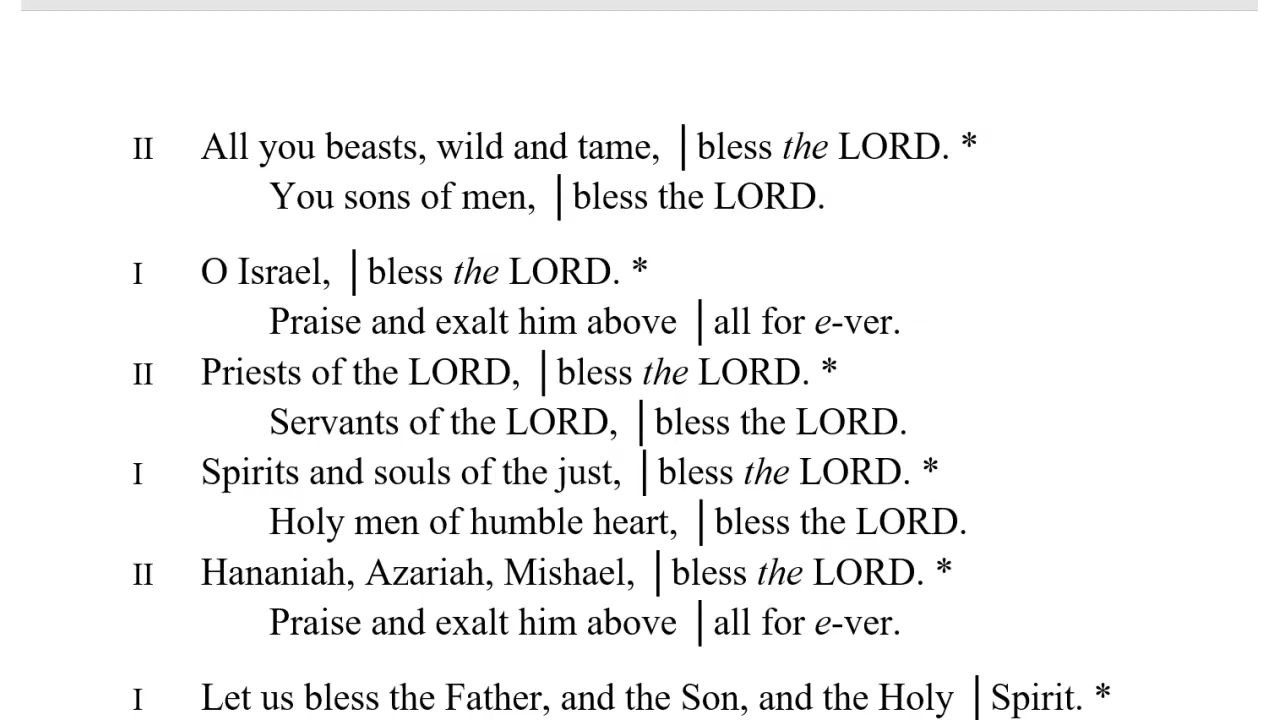 II All you beasts, wild and tame, |bless the LORD. *
You sons of men, |bless the LORD.
I O Israel, |bless the LORD. *
Praise and exalt him above |all for e-ver.
II Priests of the LORD, |bless the LORD. *
Servants of the LORD, |bless the LORD.
I Spirits and souls of the just, |bless the LORD. *
Holy men of humble heart, |bless the LORD.
II Hananiah, Azariah, Mishael, |bless the LORD. *
Praise and exalt him above |all for e-ver.
I Let us bless the Father, and the Son, and the Holy |Spirit. *